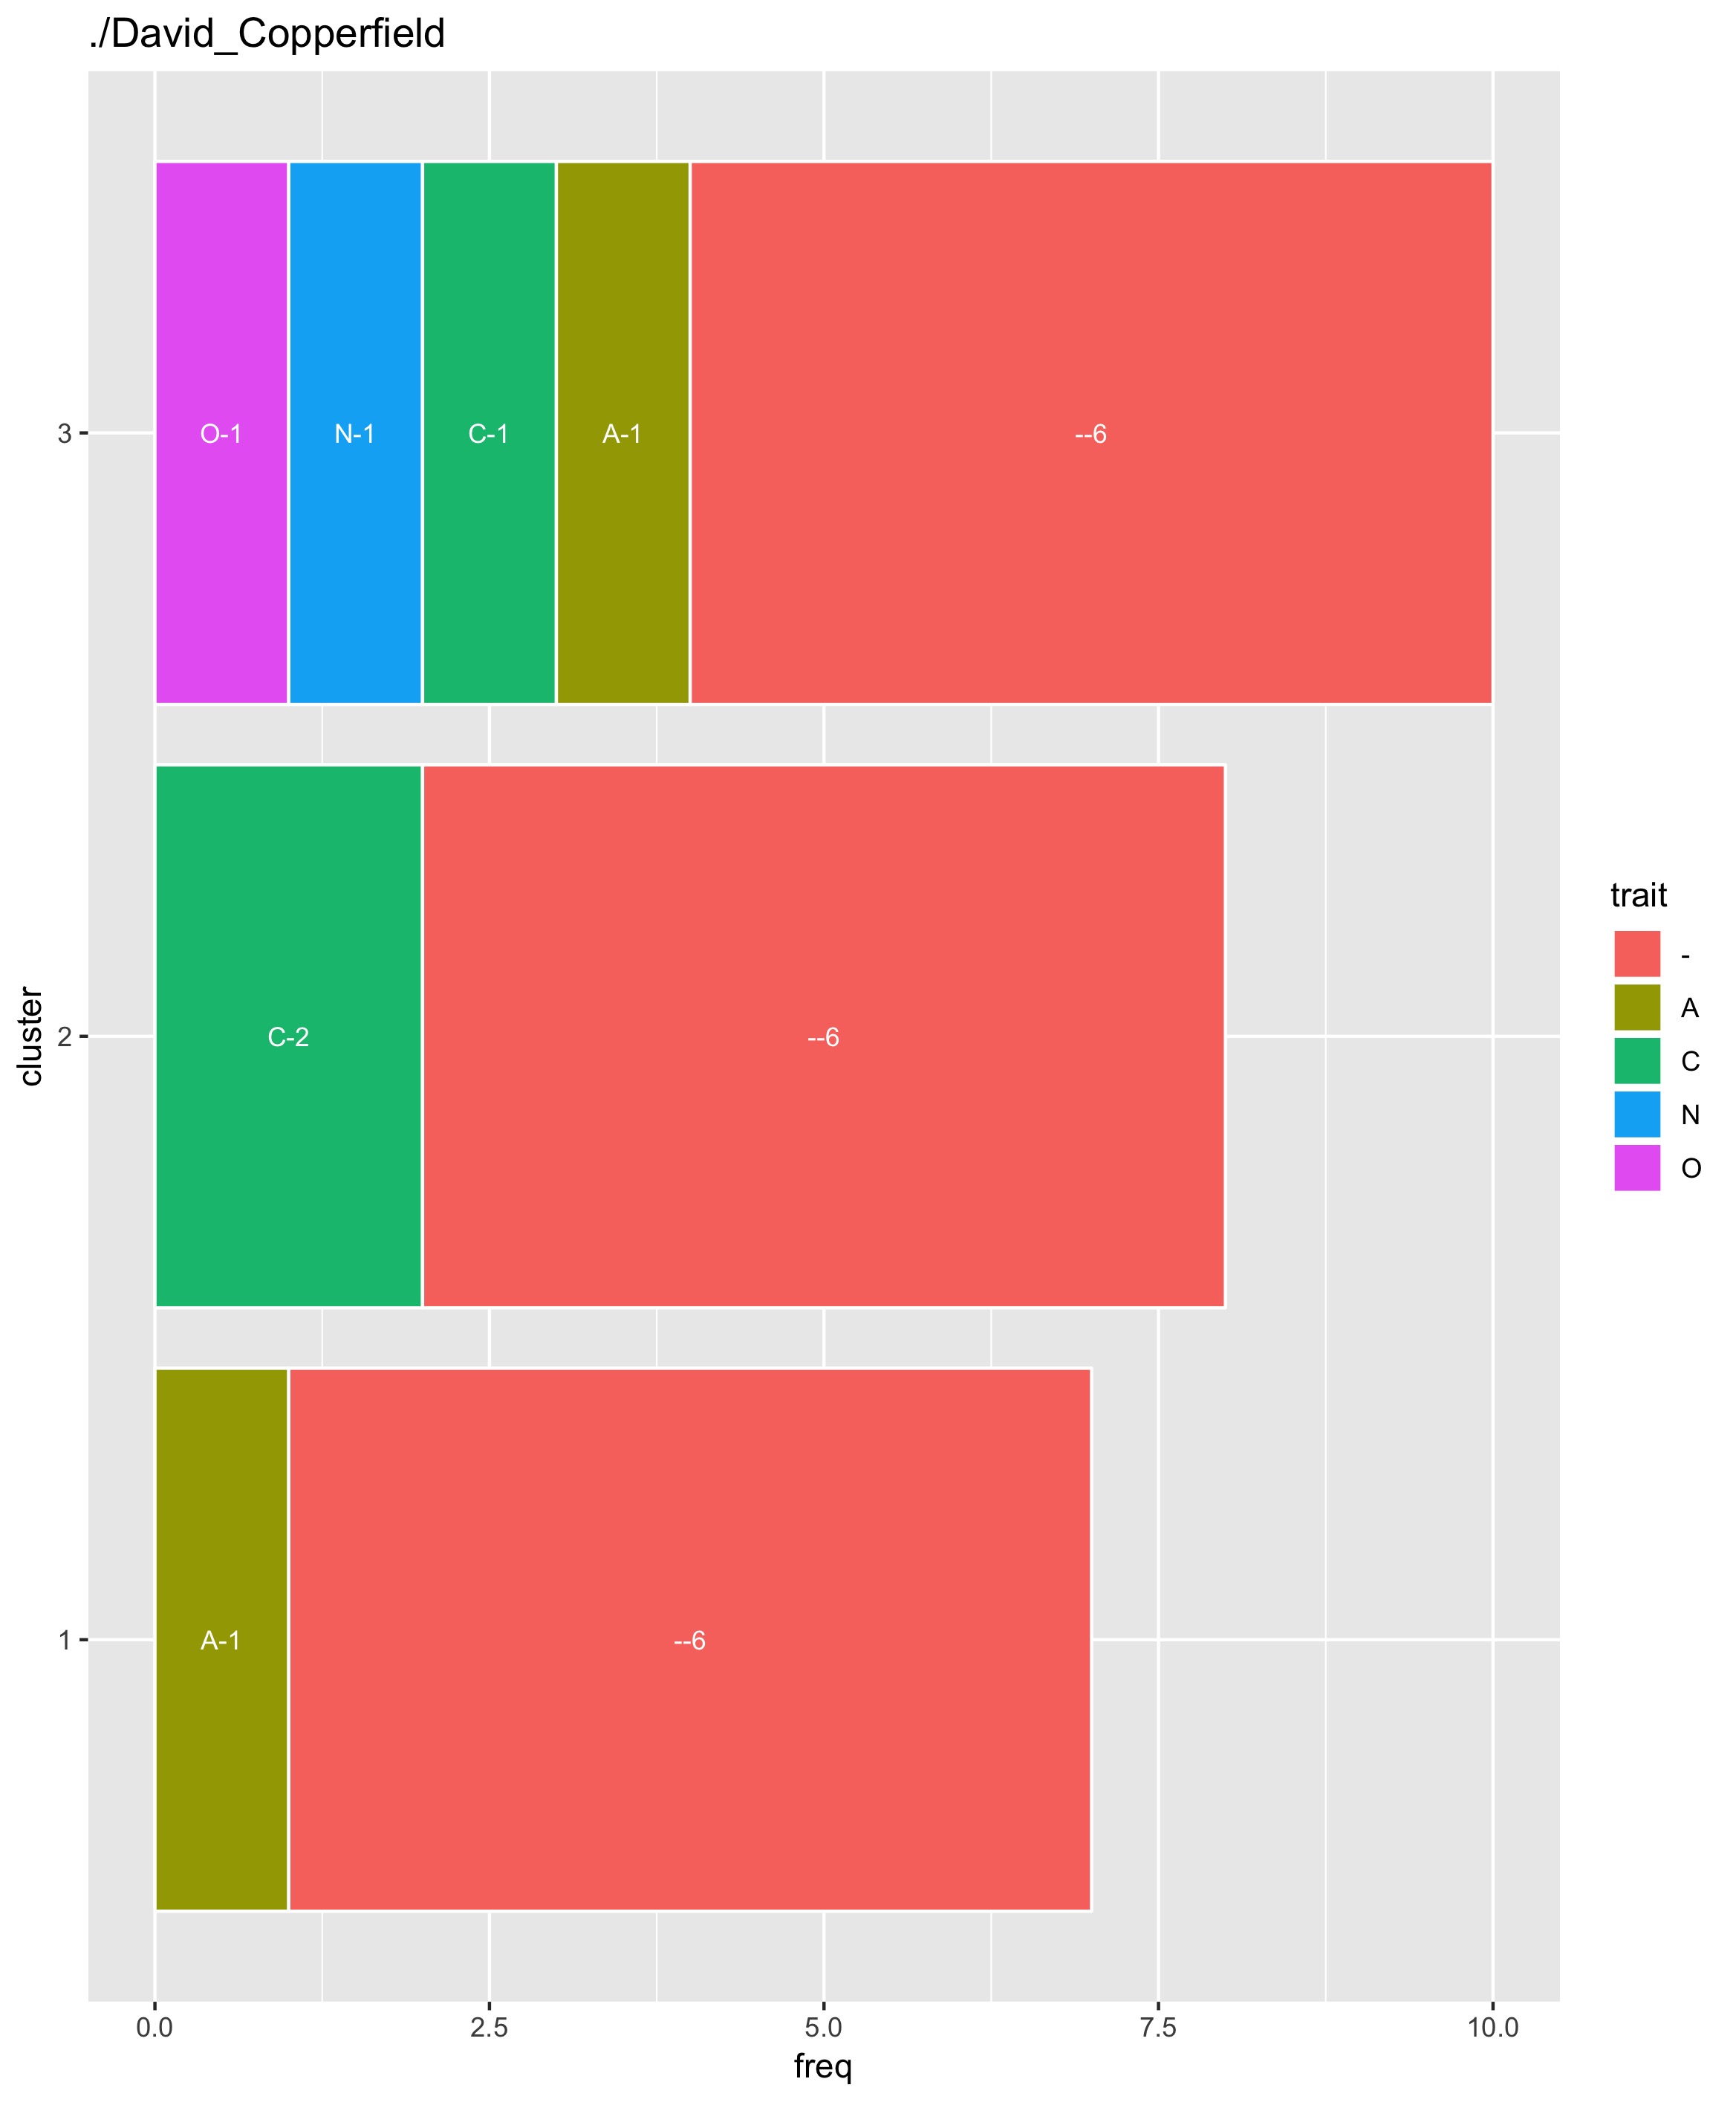 ./David_Copperfield
3
O-1
N-1
C-1
A-1
--6
cluster
2
C-2
--6
1
A-1
--6
0.0
2.5
5.0
7.5
10.0
freq
trait
-
A
C
N
O